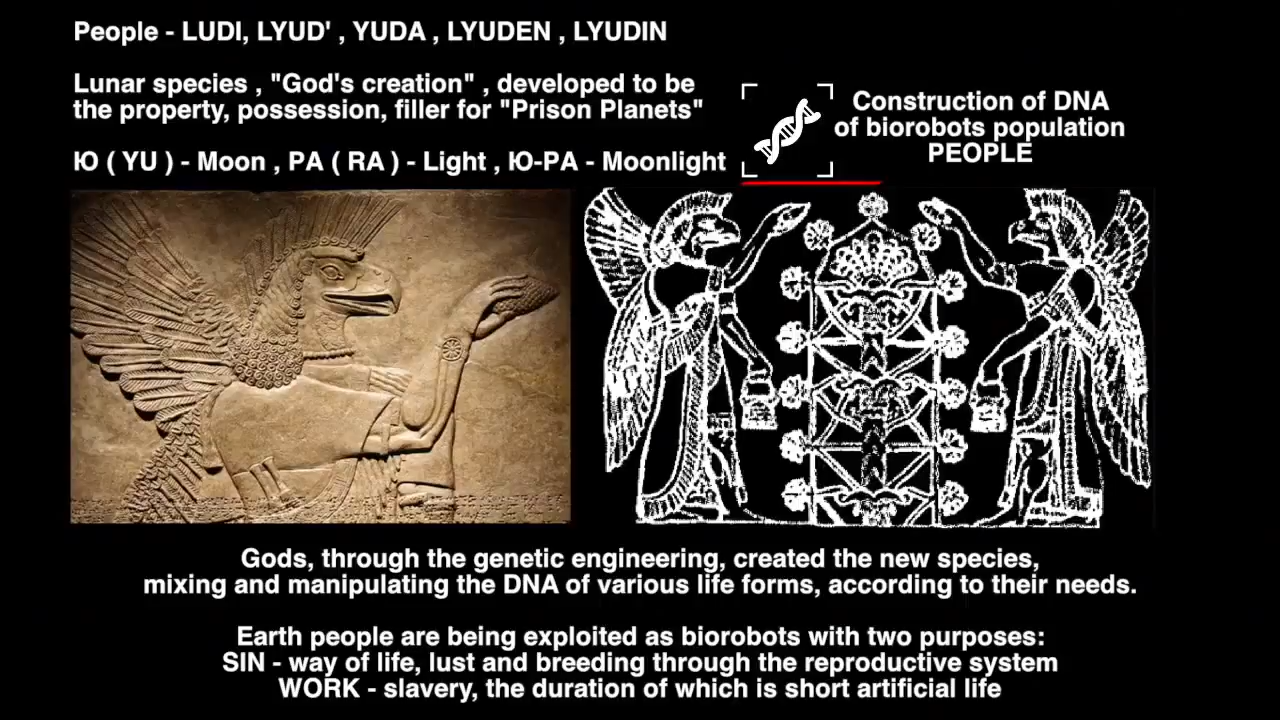 People - LUDI, LYUD' , YUDA , LYUDEN , LYUDIN
Lunar species , "God's creation" , developed to be
the property, possession, filler for "Prison Planets"
Ю ( YU ) - Moon , РА ( RA ) - Light , Ю-РА - Moonlight
Construction of DNA
of biorobots population
PEOPLE
Gods, through the genetic engineering, created the new species,
mixing and manipulating the DNA of various life forms, according to their needs.
Earth people are being exploited as biorobots with two purposes:
SIN - way of life, lust and breeding through the reproductive system
WORK - slavery, the duration of which is short artificial life